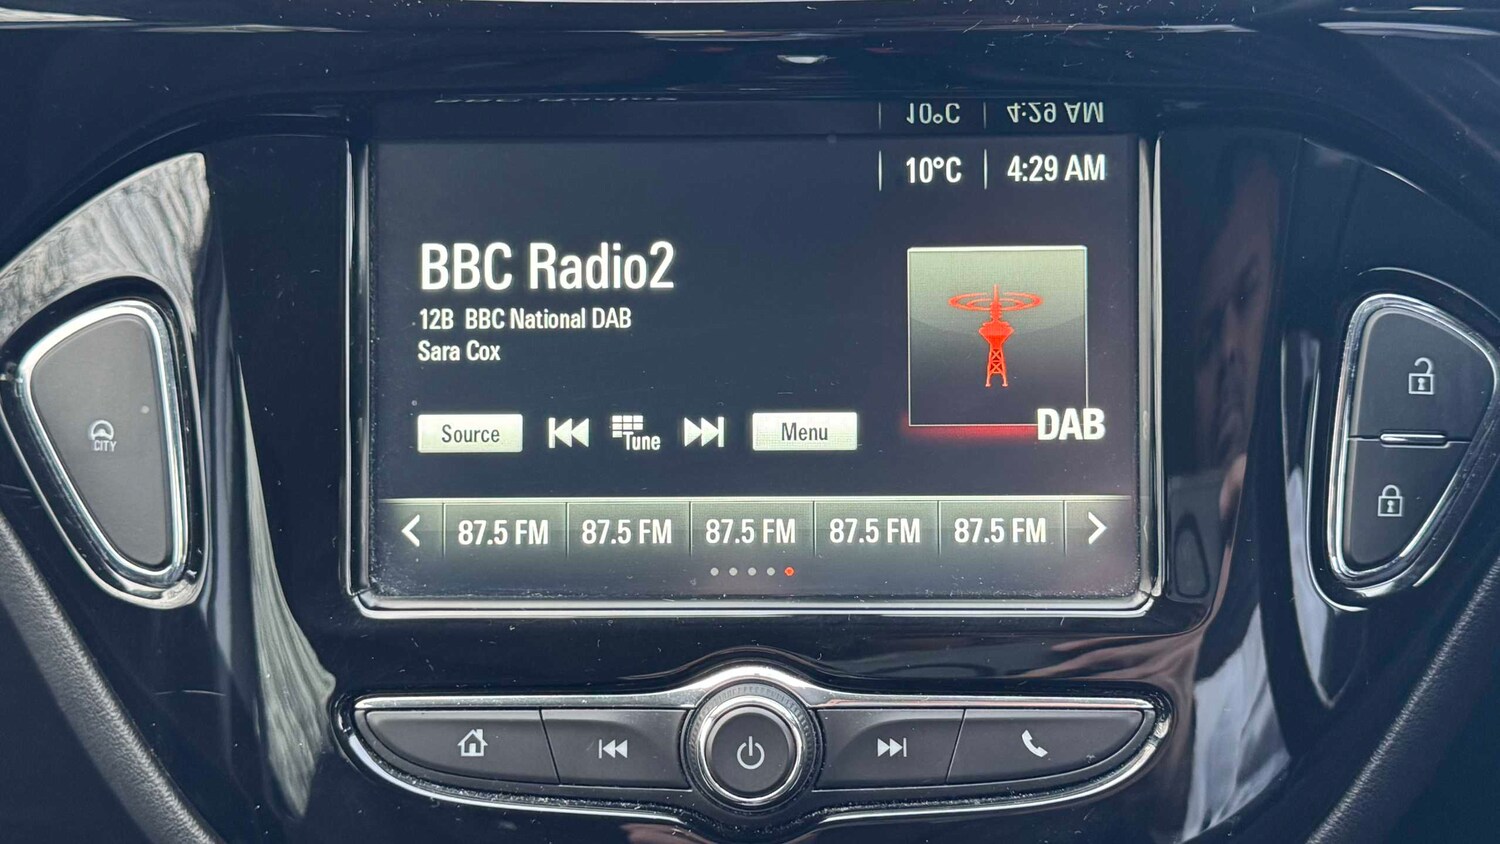 10°C | 4:29 AM
BBC Radio2
12B BBC National DAB
Sara Cox
DAB
Source Tune Menu
87.5 FM 87.5 FM 87.5 FM 87.5 FM 87.5 FM
CITY